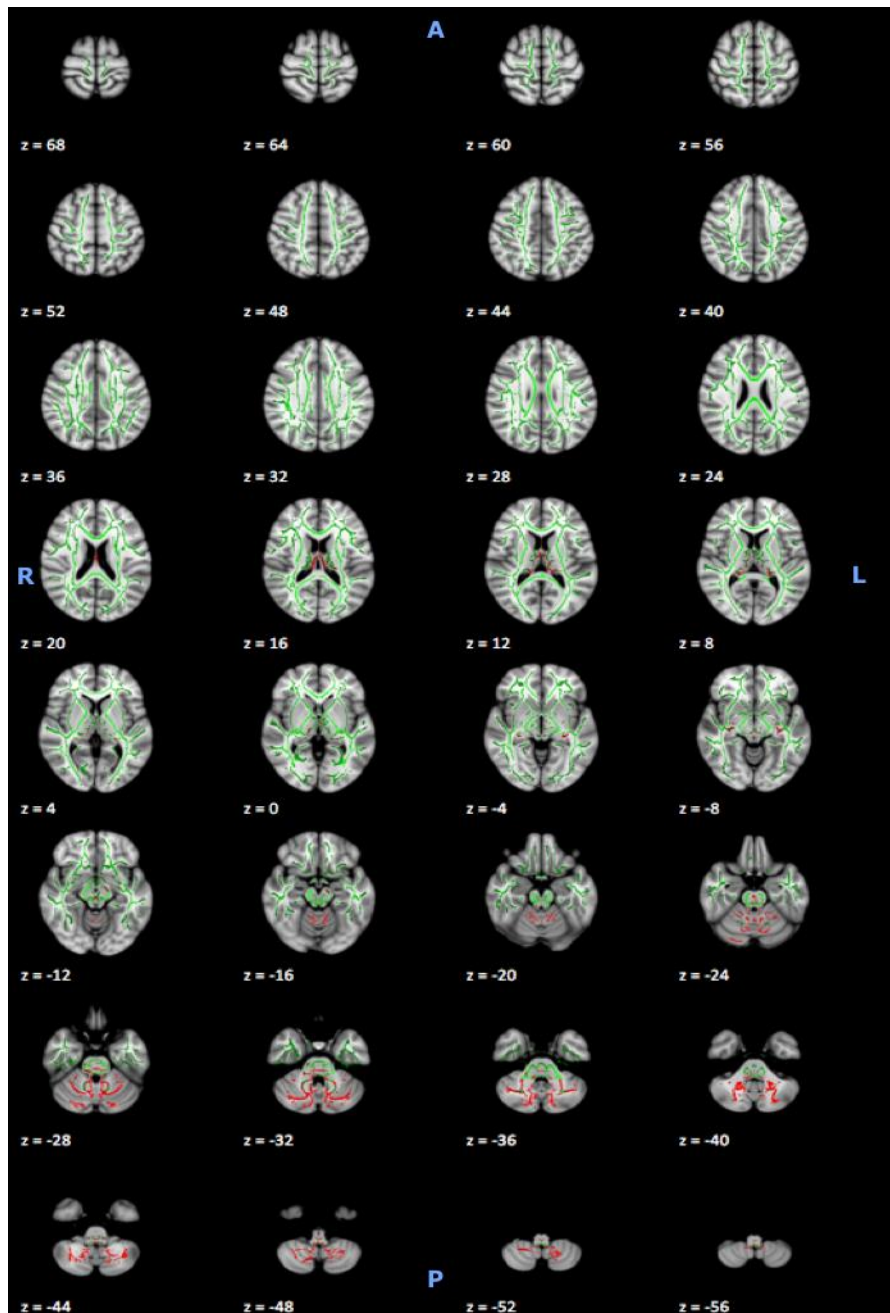 A
z = 68 z = 64 z = 60 z = 56
z = 52 z = 48 z = 44 z = 40
z = 36 z = 32 z = 28 z = 24
R L
z = 20 z = 16 z = 12 z = 8
z = 4 z = 0 z = -4 z = -8
z = -12 z = -16 z = -20 z = -24
z = -28 z = -32 z = -36 z = -40
P
z = -44 z = -48 z = -52 z = -56